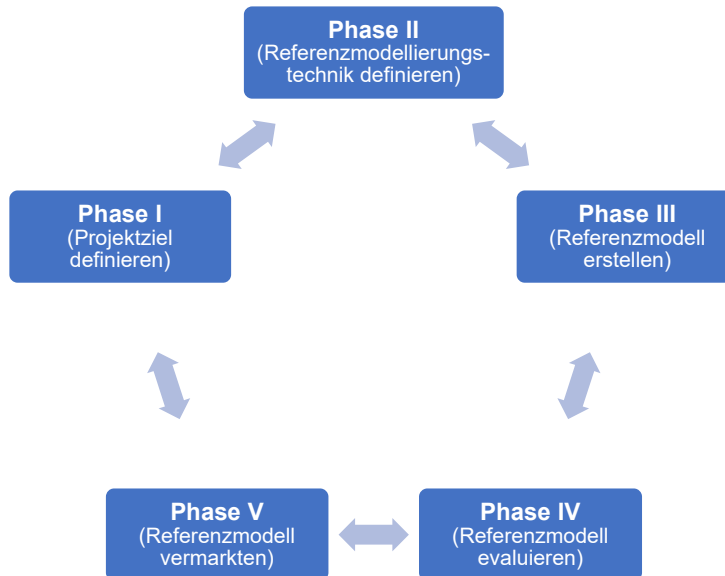 Phase II
(Referenzmodellierungs-
technik definieren)
Phase I
(Projektziel
definieren)
Phase III
(Referenzmodell
erstellen)
Phase V
(Referenzmodell
vermarkten)
Phase IV
(Referenzmodell
evaluieren)